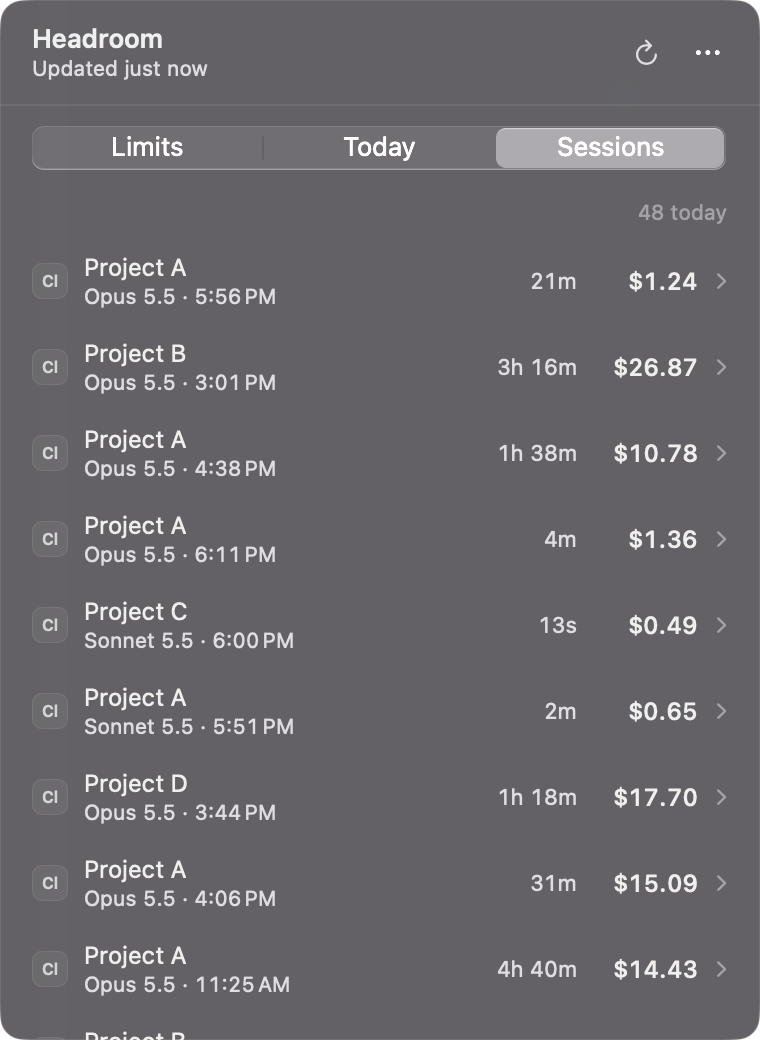 Headroom
Updated just now
Limits Today Sessions
48 today
Cl Project A 21m $1.24
Opus 5.5 · 5:56 PM
Cl Project B 3h 16m $26.87
Opus 5.5 · 3:01 PM
Cl Project A 1h 38m $10.78
Opus 5.5 · 4:38 PM
Cl Project A 4m $1.36
Opus 5.5 · 6:11 PM
Cl Project C 13s $0.49
Sonnet 5.5 · 6:00 PM
Cl Project A 2m $0.65
Sonnet 5.5 · 5:51 PM
Cl Project D 1h 18m $17.70
Opus 5.5 · 3:44 PM
Cl Project A 31m $15.09
Opus 5.5 · 4:06 PM
Cl Project A 4h 40m $14.43
Opus 5.5 · 11:25 AM
Project B